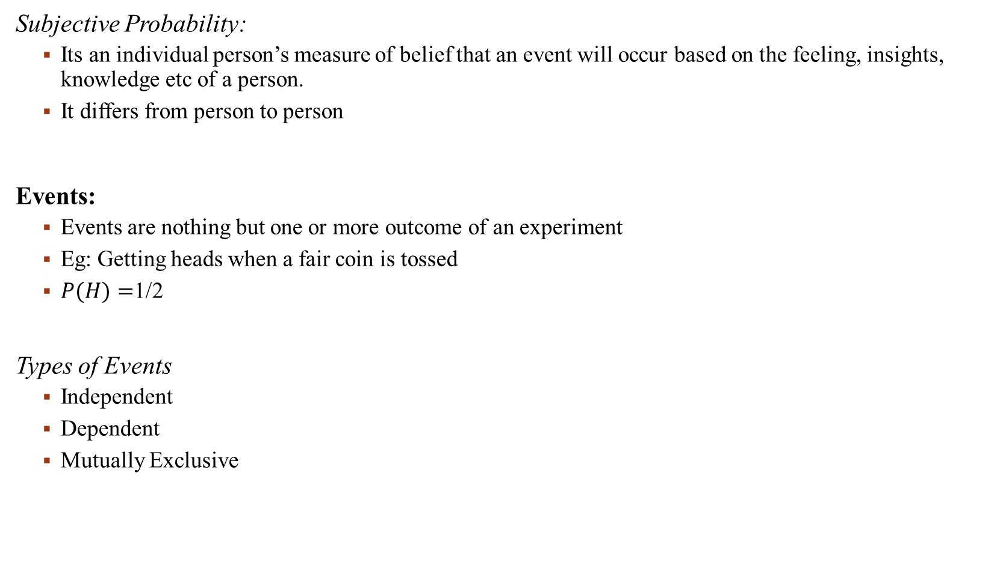 Subjective Probability:
▪ Its an individual person’s measure of belief that an event will occur based on the feeling, insights,
knowledge etc of a person.
▪ It differs from person to person
Events:
▪ Events are nothing but one or more outcome of an experiment
▪ Eg: Getting heads when a fair coin is tossed
▪ P(H) =1/2
Types of Events
▪ Independent
▪ Dependent
▪ Mutually Exclusive